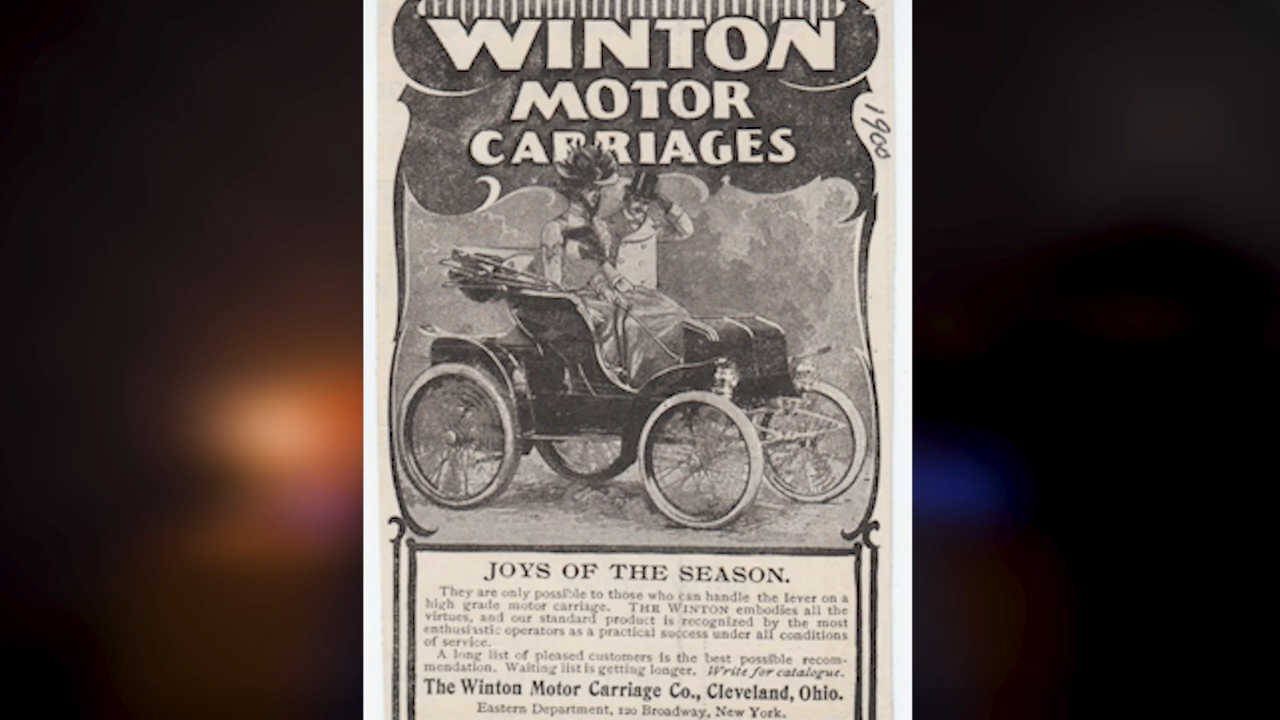 WINTON
MOTOR
CARRIAGES
1900
JOYS OF THE SEASON.
They are only possible to those who can handle the lever on a
high grade motor carriage. THE WINTON embodies all the
virtues, and our standard product is recognized by the most
enthusiastic operators as a practical success under all conditions
of service.
A long list of pleased customers is the best possible recom-
mendation. Waiting list is getting longer. Write for catalogue.
The Winton Motor Carriage Co., Cleveland, Ohio.
Eastern Department, 120 Broadway, New York.